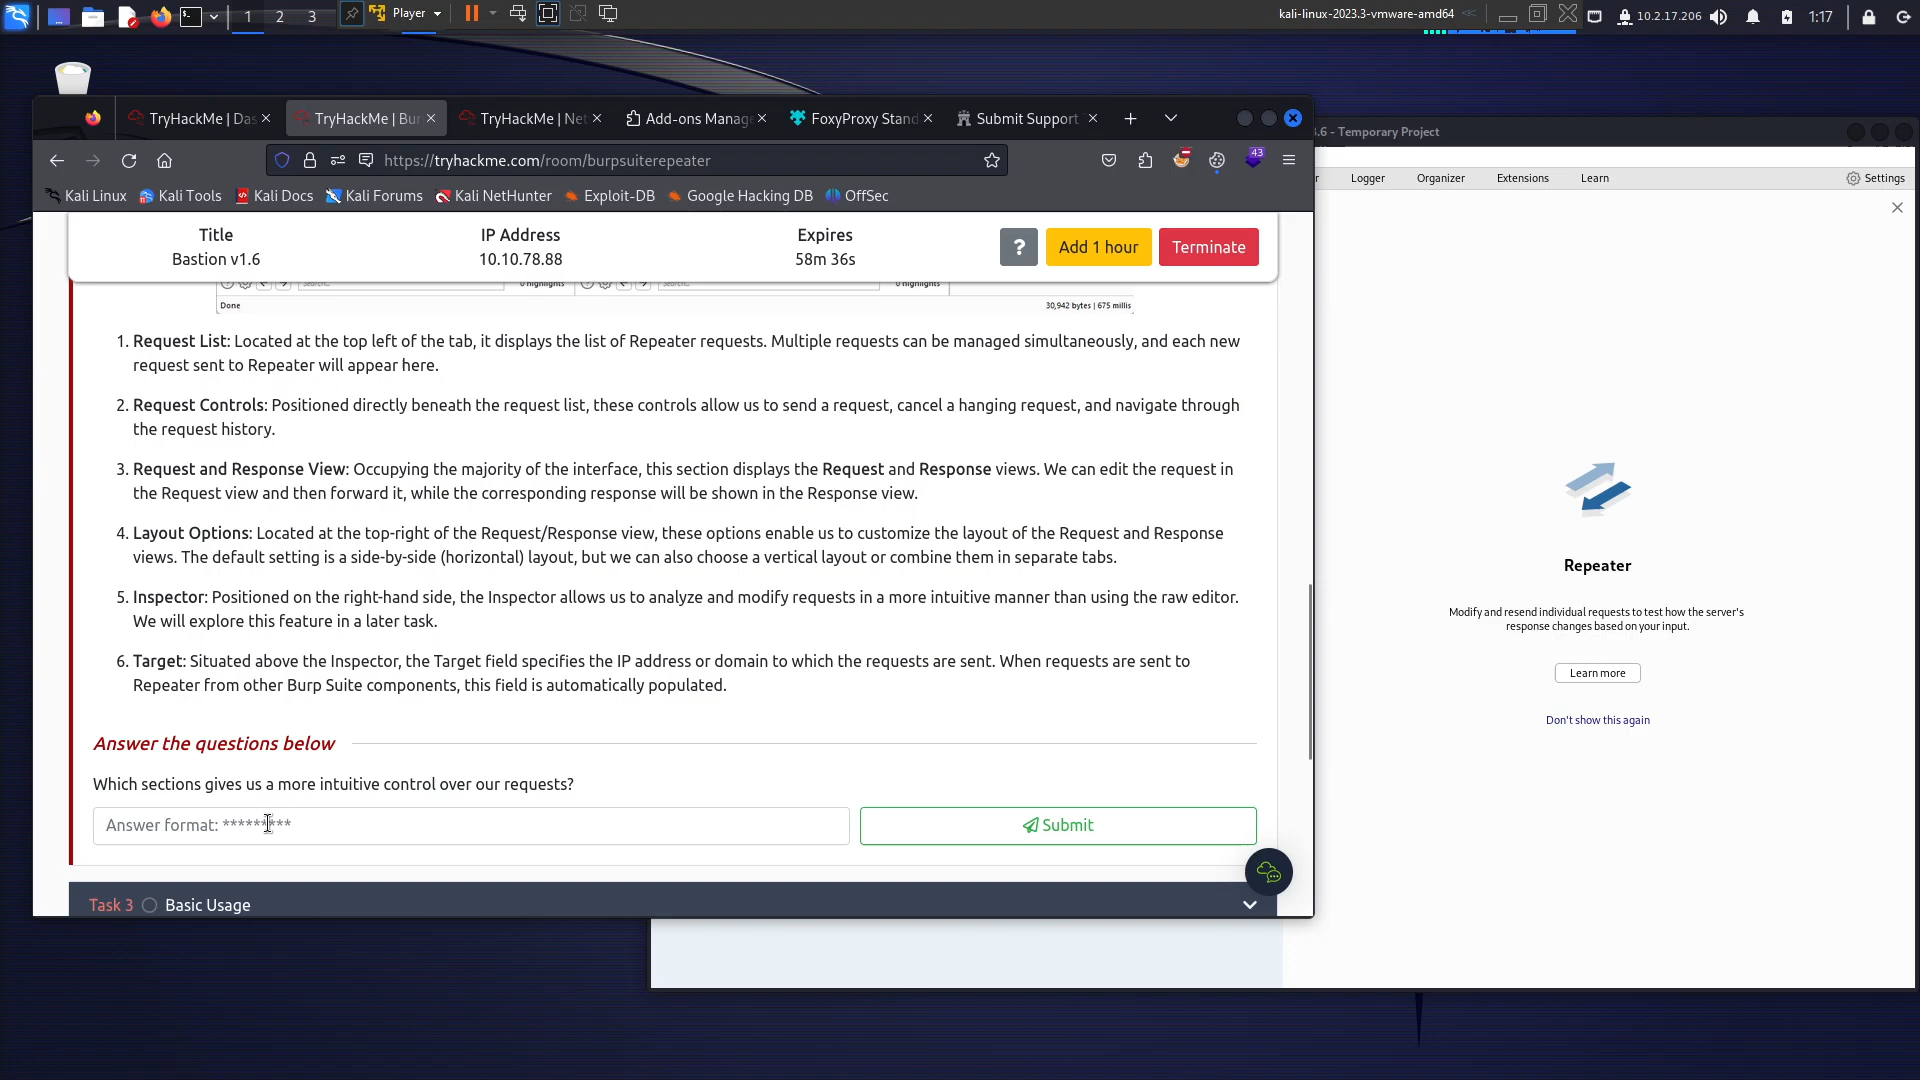 1
2
3
Player
kali-linux-2023.3-vmware-amd64
10.2.17.206
1:17
TryHackMe | Das
TryHackMe | Bur
TryHackMe | Net
Add-ons Manage
FoxyProxy Stand
Submit Support
.6 - Temporary Project
https://tryhackme.com/room/burpsuiterepeater
43
Logger
Organizer
Extensions
Learn
Settings
Kali Linux
Kali Tools
Kali Docs
Kali Forums
Kali NetHunter
Exploit-DB
Google Hacking DB
OffSec
Title
IP Address
Expires
Bastion v1.6
10.10.78.88
58m 36s
?
Add 1 hour
Terminate
Search...
0 highlights
Search...
0 highlights
Done
30,942 bytes | 675 millis
1. Request List: Located at the top left of the tab, it displays the list of Repeater requests. Multiple requests can be managed simultaneously, and each new
request sent to Repeater will appear here.
2. Request Controls: Positioned directly beneath the request list, these controls allow us to send a request, cancel a hanging request, and navigate through
the request history.
3. Request and Response View: Occupying the majority of the interface, this section displays the Request and Response views. We can edit the request in
the Request view and then forward it, while the corresponding response will be shown in the Response view.
4. Layout Options: Located at the top-right of the Request/Response view, these options enable us to customize the layout of the Request and Response
views. The default setting is a side-by-side (horizontal) layout, but we can also choose a vertical layout or combine them in separate tabs.
5. Inspector: Positioned on the right-hand side, the Inspector allows us to analyze and modify requests in a more intuitive manner than using the raw editor.
We will explore this feature in a later task.
6. Target: Situated above the Inspector, the Target field specifies the IP address or domain to which the requests are sent. When requests are sent to
Repeater from other Burp Suite components, this field is automatically populated.
Answer the questions below
Which sections gives us a more intuitive control over our requests?
Answer format: *********
Submit
Task 3
Basic Usage
Repeater
Modify and resend individual requests to test how the server's
response changes based on your input.
Learn more
Don't show this again